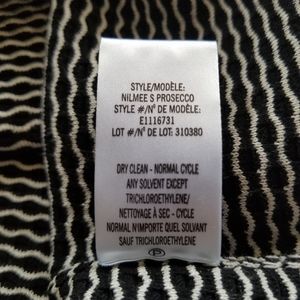 STYLE/MODÈLE:
NILMEE S PROSECCO
STYLE #/N° DE MODÈLE:
E1116731
LOT #/N° DE LOT: 310380
DRY CLEAN - NORMAL CYCLE
ANY SOLVENT EXCEPT
TRICHLOROETHYLENE/
NETTOYAGE À SEC - CYCLE
NORMAL N'IMPORTE QUEL SOLVANT
SAUF TRICHLOROETHYLENE
P